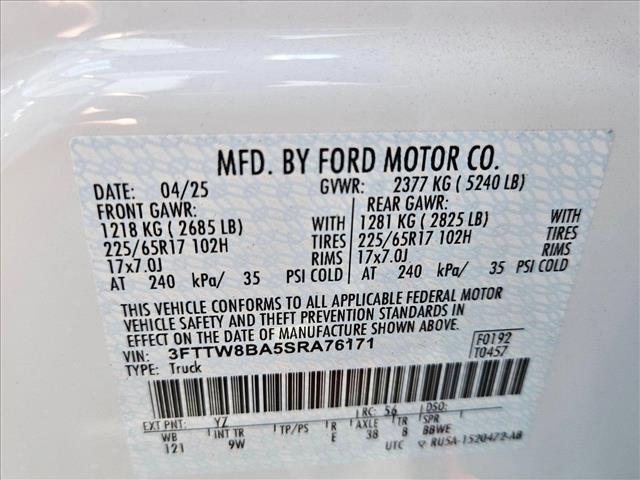 MFD. BY FORD MOTOR CO.
DATE: 04/25 GVWR: 2377 KG ( 5240 LB)
FRONT GAWR: REAR GAWR:
1218 KG ( 2685 LB) WITH 1281 KG ( 2825 LB) WITH
225/65R17 102H TIRES 225/65R17 102H TIRES
17x7.0J RIMS 17x7.0J RIMS
AT 240 kPa/ 35 PSI COLD AT 240 kPa/ 35 PSI COLD
THIS VEHICLE CONFORMS TO ALL APPLICABLE FEDERAL MOTOR
VEHICLE SAFETY AND THEFT PREVENTION STANDARDS IN
EFFECT ON THE DATE OF MANUFACTURE SHOWN ABOVE. F0192
VIN: 3FTTW8BA5SRA76171 T0457
TYPE: Truck
EXT PNT: YZ RC: 56 DSO:
WB INT TR TP/PS R AXLE TR SPR
121 9W E 38 8 BBWE
UTC RUSA-1520472-AB